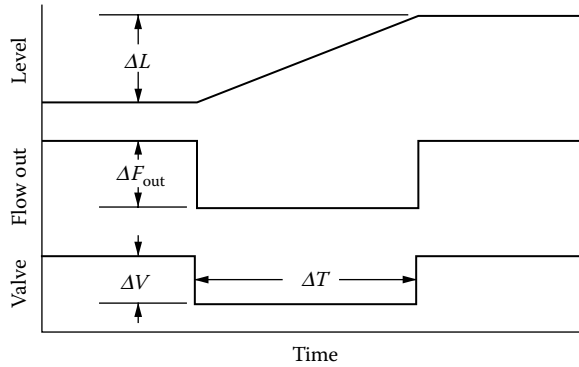 Level
ΔL
Flow out
ΔF_out
Valve
ΔV
ΔT
Time